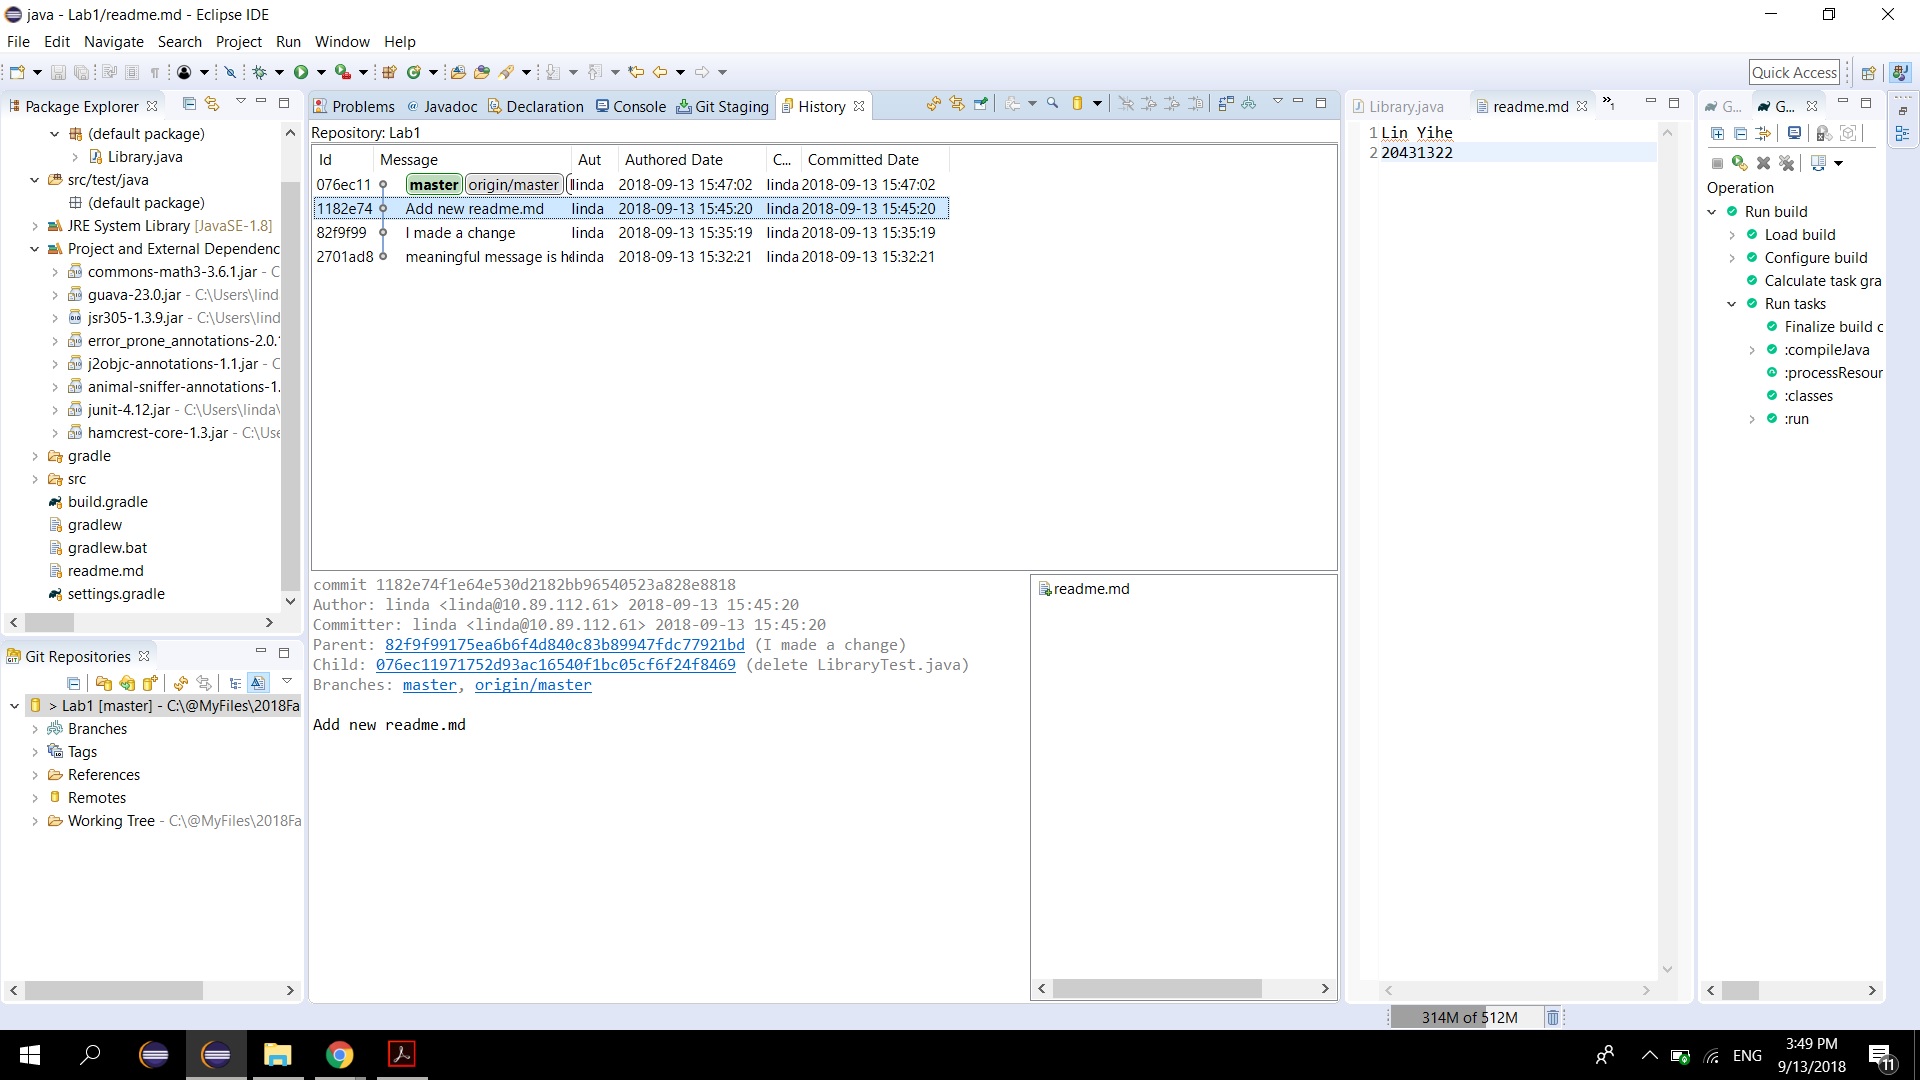 java - Lab1/readme.md - Eclipse IDE
File Edit Navigate Search Project Run Window Help
Quick Access
Package Explorer
(default package)
Library.java
src/test/java
(default package)
JRE System Library [JavaSE-1.8]
Project and External Dependenc
commons-math3-3.6.1.jar - C
guava-23.0.jar - C:\Users\lind
jsr305-1.3.9.jar - C:\Users\lind
error_prone_annotations-2.0.
j2objc-annotations-1.1.jar - C
animal-sniffer-annotations-1.
junit-4.12.jar - C:\Users\linda\
hamcrest-core-1.3.jar - C:\Use
gradle
src
build.gradle
gradlew
gradlew.bat
readme.md
settings.gradle
Git Repositories
> Lab1 [master] - C:\@MyFiles\2018Fa
Branches
Tags
References
Remotes
Working Tree - C:\@MyFiles\2018Fa
Problems Javadoc Declaration Console Git Staging History
Repository: Lab1
Id Message Aut Authored Date C... Committed Date
076ec11 master origin/master linda 2018-09-13 15:47:02 linda 2018-09-13 15:47:02
1182e74 Add new readme.md linda 2018-09-13 15:45:20 linda 2018-09-13 15:45:20
82f9f99 I made a change linda 2018-09-13 15:35:19 linda 2018-09-13 15:35:19
2701ad8 meaningful message is he linda 2018-09-13 15:32:21 linda 2018-09-13 15:32:21
commit 1182e74f1e64e530d2182bb96540523a828e8818
Author: linda <linda@10.89.112.61> 2018-09-13 15:45:20
Committer: linda <linda@10.89.112.61> 2018-09-13 15:45:20
Parent: 82f9f99175ea6b6f4d840c83b89947fdc77921bd (I made a change)
Child: 076ec11971752d93ac16540f1bc05cf6f24f8469 (delete LibraryTest.java)
Branches: master, origin/master
Add new readme.md
readme.md
Library.java readme.md »1
1 Lin Yihe
2 20431322
G... G...
Operation
Run build
Load build
Configure build
Calculate task gra
Run tasks
Finalize build c
:compileJava
:processResour
:classes
:run
314M of 512M
ENG
3:49 PM
9/13/2018
11